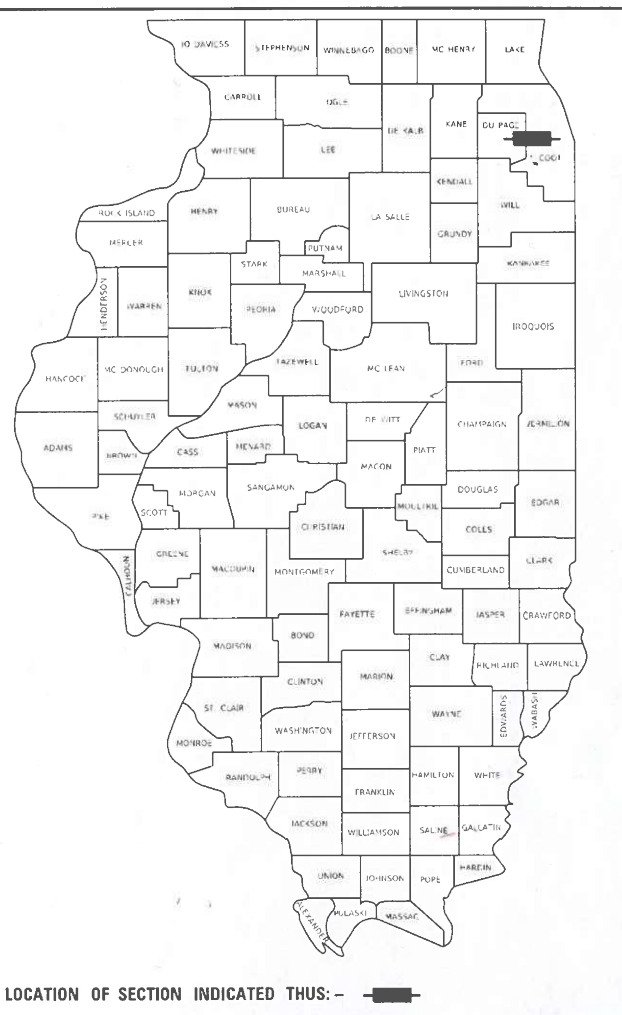 JO DAVIESS STEPHENSON WINNEBAGO BOONE MC HENRY LAKE
CARROLL OGLE
DE KALB KANE DU PAGE
WHITESIDE LEE
COOK
KENDALL
ROCK ISLAND HENRY BUREAU LA SALLE WILL
MERCER PUTNAM GRUNDY
STARK MARSHALL KANKAKEE
HENDERSON WARREN KNOX PEORIA WOODFORD LIVINGSTON
IROQUOIS
HANCOCK MC DONOUGH FULTON TAZEWELL MC LEAN FORD
SCHUYLER MASON
LOGAN DE WITT CHAMPAIGN VERMILION
ADAMS BROWN CASS MENARD PIATT
MACON
MORGAN SANGAMON DOUGLAS
PIKE SCOTT MOULTRIE EDGAR
CHRISTIAN COLES
GREENE SHELBY
CALHOUN MACOUPIN MONTGOMERY CUMBERLAND CLARK
JERSEY
FAYETTE EFFINGHAM JASPER CRAWFORD
MADISON BOND
CLAY RICHLAND LAWRENCE
CLINTON MARION
ST. CLAIR WAYNE EDWARDS WABASH
WASHINGTON JEFFERSON
MONROE
RANDOLPH PERRY HAMILTON WHITE
FRANKLIN
JACKSON WILLIAMSON SALINE GALLATIN
UNION JOHNSON POPE HARDIN
ALEXANDER PULASKI MASSAC
LOCATION OF SECTION INDICATED THUS: –